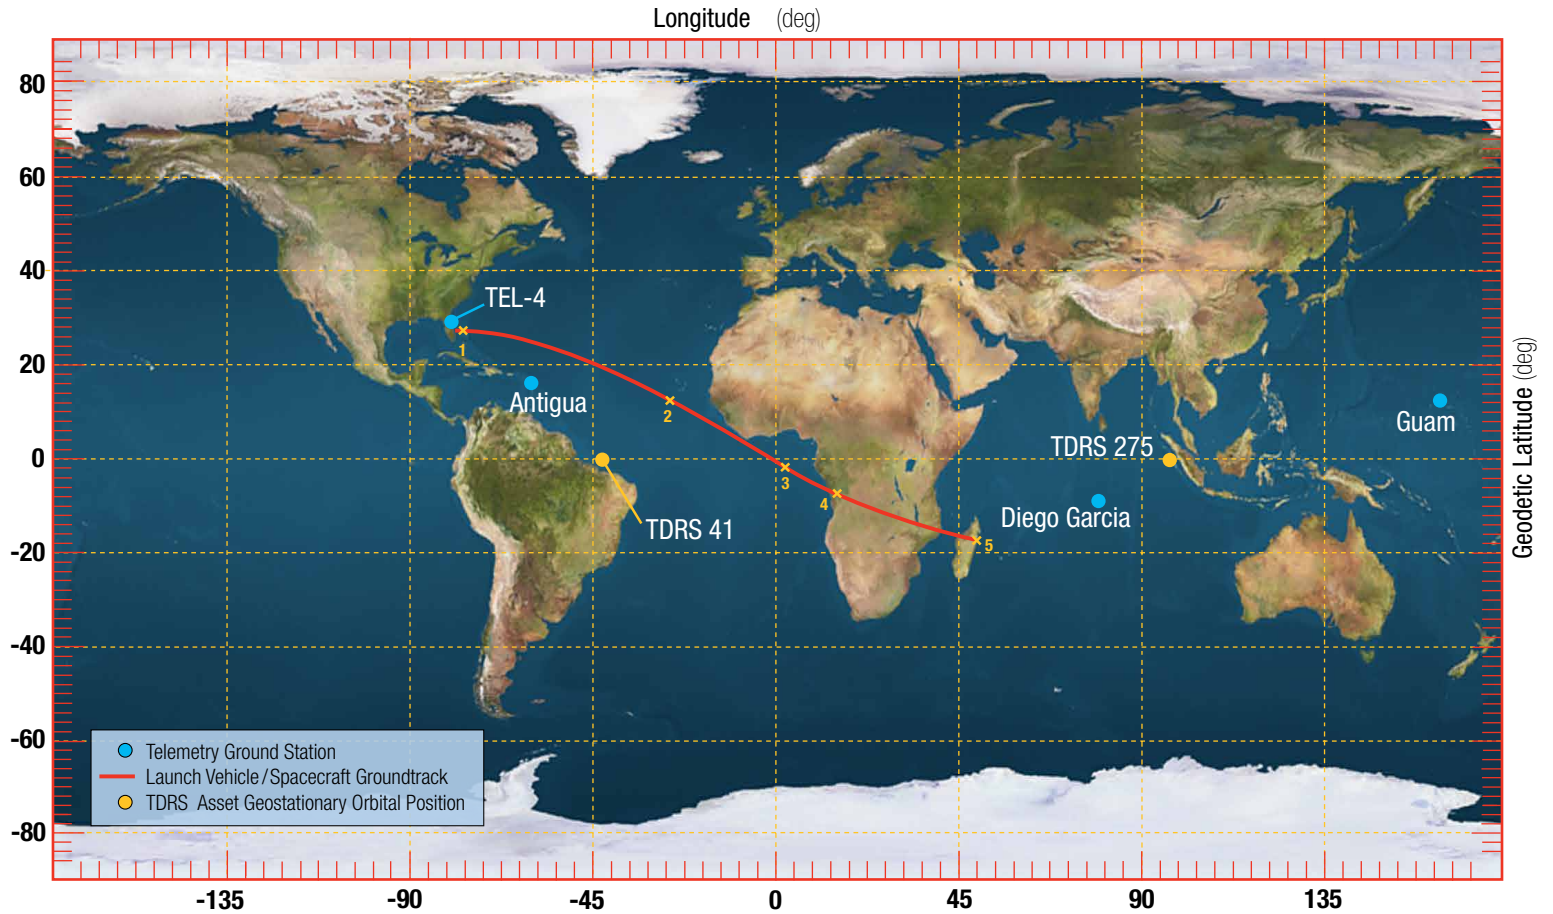 Longitude (deg)
80
60
40
20
0
-20
-40
-60
-80
TEL-4
1
Antigua
2
3
4
5
TDRS 41
TDRS 275
Diego Garcia
Guam
Geodetic Latitude (deg)
Telemetry Ground Station
Launch Vehicle/Spacecraft Groundtrack
TDRS Asset Geostationary Orbital Position
-135
-90
-45
0
45
90
135